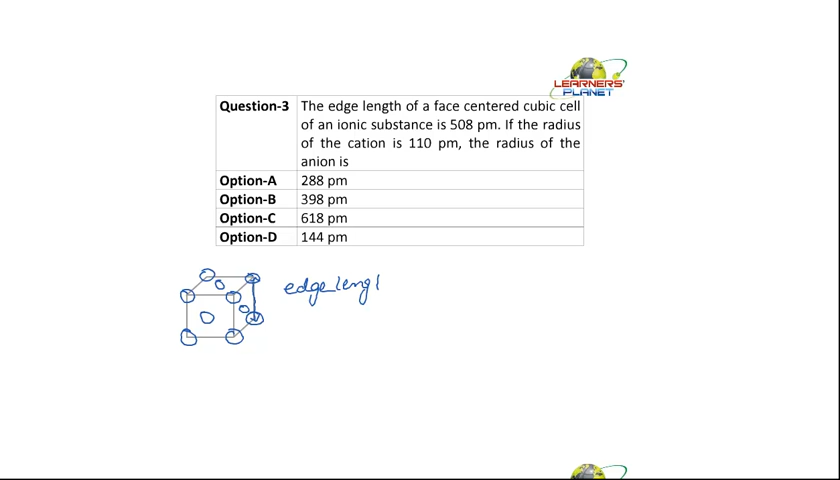 LEARNERS'
PLANET
Question-3 The edge length of a face centered cubic cell
of an ionic substance is 508 pm. If the radius
of the cation is 110 pm, the radius of the
anion is
Option-A 288 pm
Option-B 398 pm
Option-C 618 pm
Option-D 144 pm
edge lengl